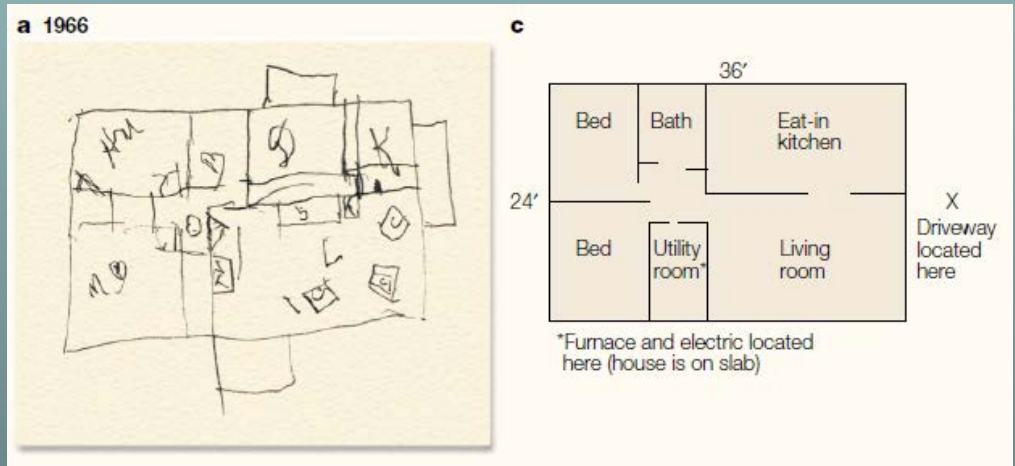 a 1966
c
36′
Bed
Bath
Eat-in
kitchen
24′
X
Driveway
located
here
Bed
Utility
room*
Living
room
*Furnace and electric located
here (house is on slab)
D
K
L